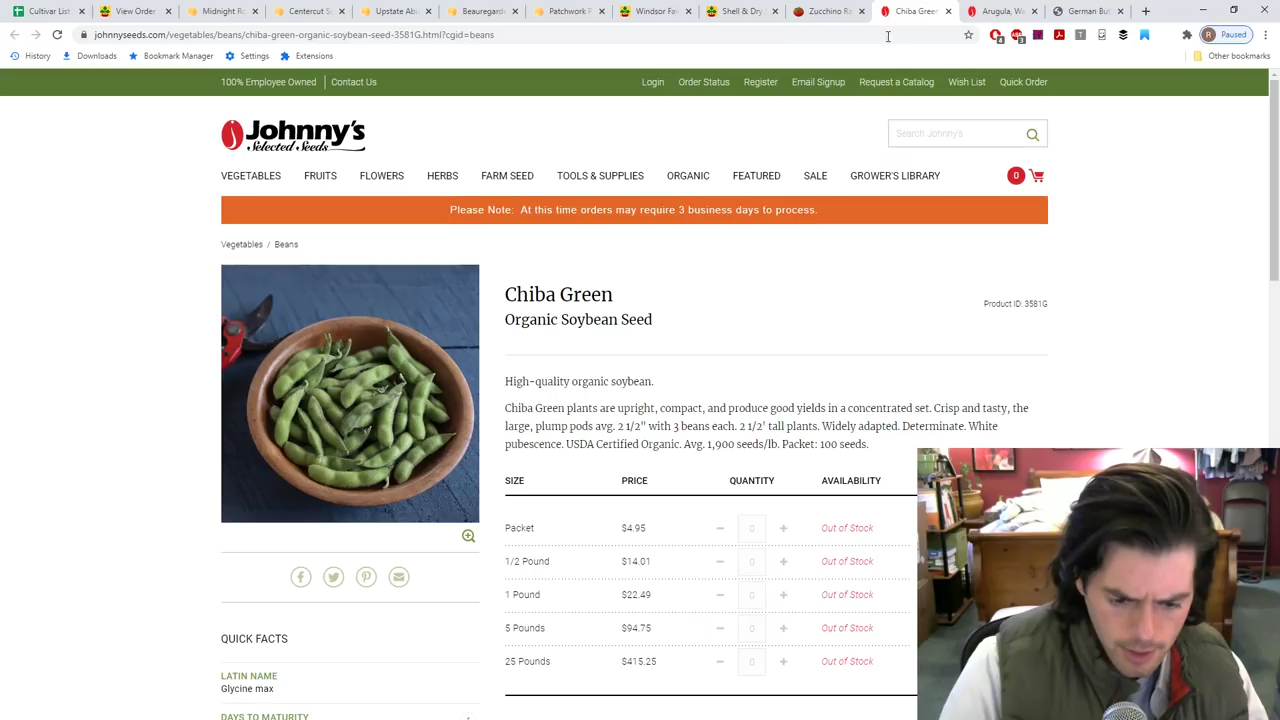 Cultivar List
View Order
Midnight Ro
Centercut S
Upstate Abu
Beauregarde
Patchwork P
Windsor Fav
Shell & Dry
Zucchino Ra
Chiba Green
Arugula, Wa
German But
johnnyseeds.com/vegetables/beans/chiba-green-organic-soybean-seed-3581G.html?cgid=beans
Paused
History
Downloads
Bookmark Manager
Settings
Extensions
Other bookmarks
100% Employee Owned
Contact Us
Login
Order Status
Register
Email Signup
Request a Catalog
Wish List
Quick Order
Johnny's
Selected Seeds
Search Johnny's
VEGETABLES
FRUITS
FLOWERS
HERBS
FARM SEED
TOOLS & SUPPLIES
ORGANIC
FEATURED
SALE
GROWER'S LIBRARY
0
Please Note: At this time orders may require 3 business days to process.
Vegetables / Beans
Chiba Green
Product ID: 3581G
Organic Soybean Seed
High-quality organic soybean.
Chiba Green plants are upright, compact, and produce good yields in a concentrated set. Crisp and tasty, the
large, plump pods avg. 2 1/2" with 3 beans each. 2 1/2' tall plants. Widely adapted. Determinate. White
pubescence. USDA Certified Organic. Avg. 1,900 seeds/lb. Packet: 100 seeds.
SIZE PRICE QUANTITY AVAILABILITY
Packet $4.95 - 0 + Out of Stock
1/2 Pound $14.01 - 0 + Out of Stock
1 Pound $22.49 - 0 + Out of Stock
5 Pounds $94.75 - 0 + Out of Stock
25 Pounds $415.25 - 0 + Out of Stock
QUICK FACTS
LATIN NAME
Glycine max
DAYS TO MATURITY